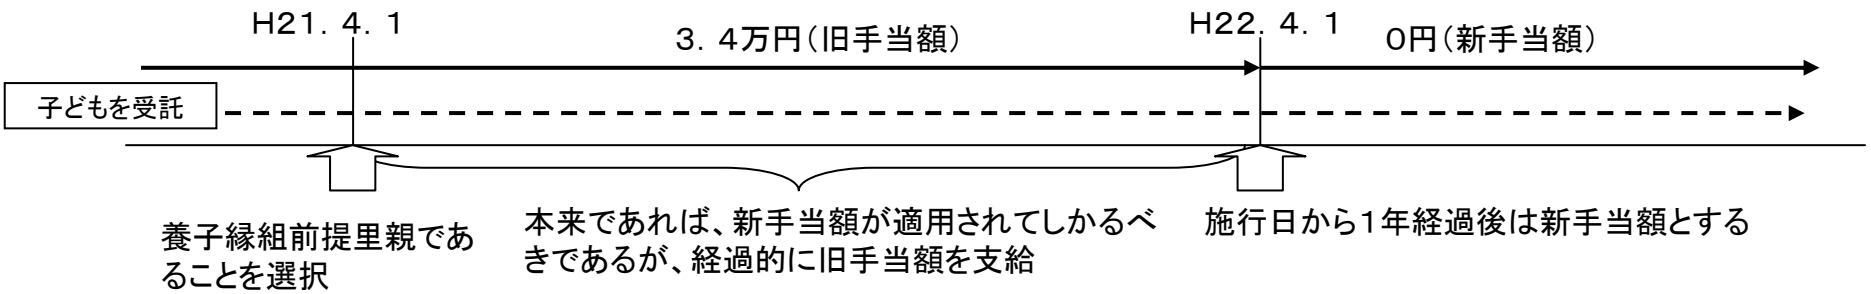 H21．4．1
3．4万円（旧手当額）
H22．4．1
0円（新手当額）
子どもを受託
養子縁組前提里親であ
ることを選択
本来であれば、新手当額が適用されてしかるべ
きであるが、経過的に旧手当額を支給
施行日から1年経過後は新手当額とする